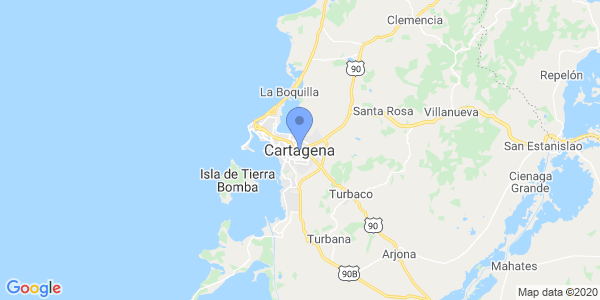 Clemencia
90
Repelón
La Boquilla
Santa Rosa
Villanueva
Cartagena
San Estanislao
Isla de Tierra
Bomba
Cienaga
Grande
Turbaco
90
Turbana
Arjona
90B
Mahates
Google
Map data ©2020